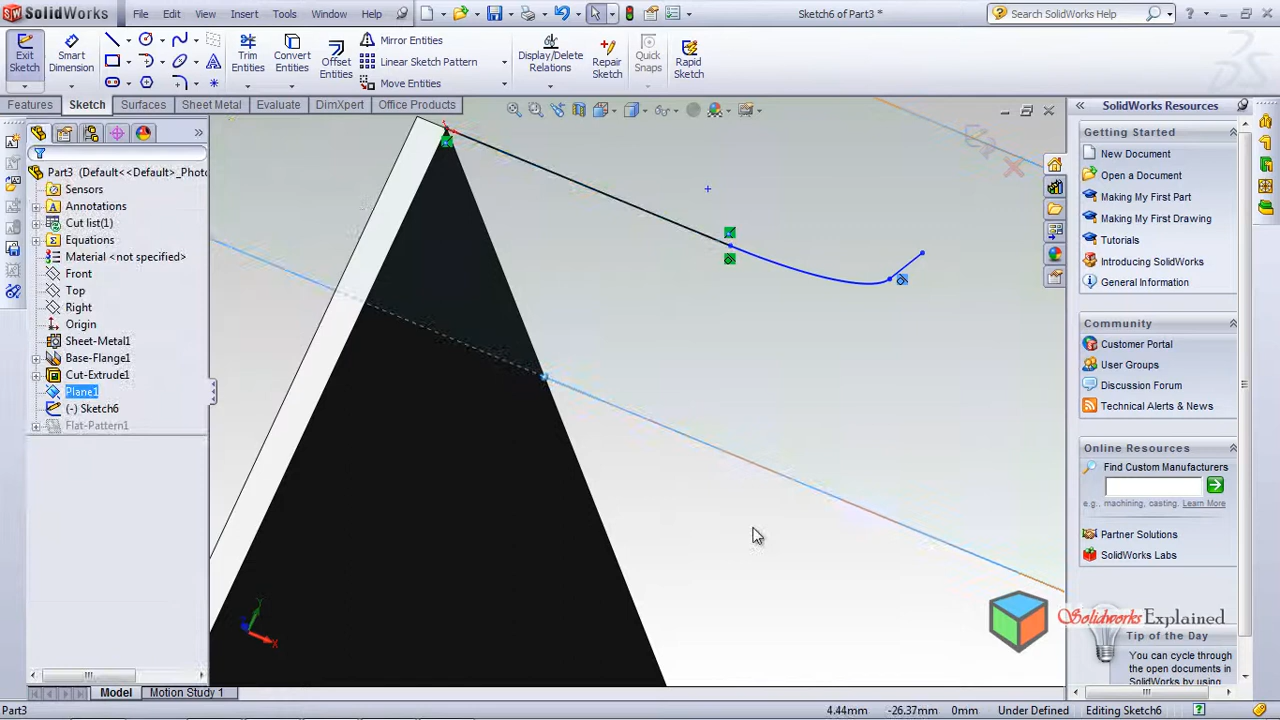 SolidWorks
File Edit View Insert Tools Window Help
Sketch6 of Part3 *
Search SolidWorks Help
Exit Sketch
Smart Dimension
Trim Entities
Convert Entities
Offset Entities
Mirror Entities
Linear Sketch Pattern
Move Entities
Display/Delete Relations
Repair Sketch
Quick Snaps
Rapid Sketch
Features Sketch Surfaces Sheet Metal Evaluate DimXpert Office Products
Part3 (Default<<Default>_Photo
Sensors
Annotations
Cut list(1)
Equations
Material <not specified>
Front
Top
Right
Origin
Sheet-Metal1
Base-Flange1
Cut-Extrude1
Plane1
(-) Sketch6
Flat-Pattern1
Y
X
SolidWorks Resources
Getting Started
New Document
Open a Document
Making My First Part
Making My First Drawing
Tutorials
Introducing SolidWorks
General Information
Community
Customer Portal
User Groups
Discussion Forum
Technical Alerts & News
Online Resources
Find Custom Manufacturers
e.g., machining, casting. Learn More
Partner Solutions
SolidWorks Labs
Solidworks Explained
Tip of the Day
You can cycle through
the open documents in
SolidWorks by using
Model Motion Study 1
Part3
4.44mm -26.37mm 0mm Under Defined Editing Sketch6